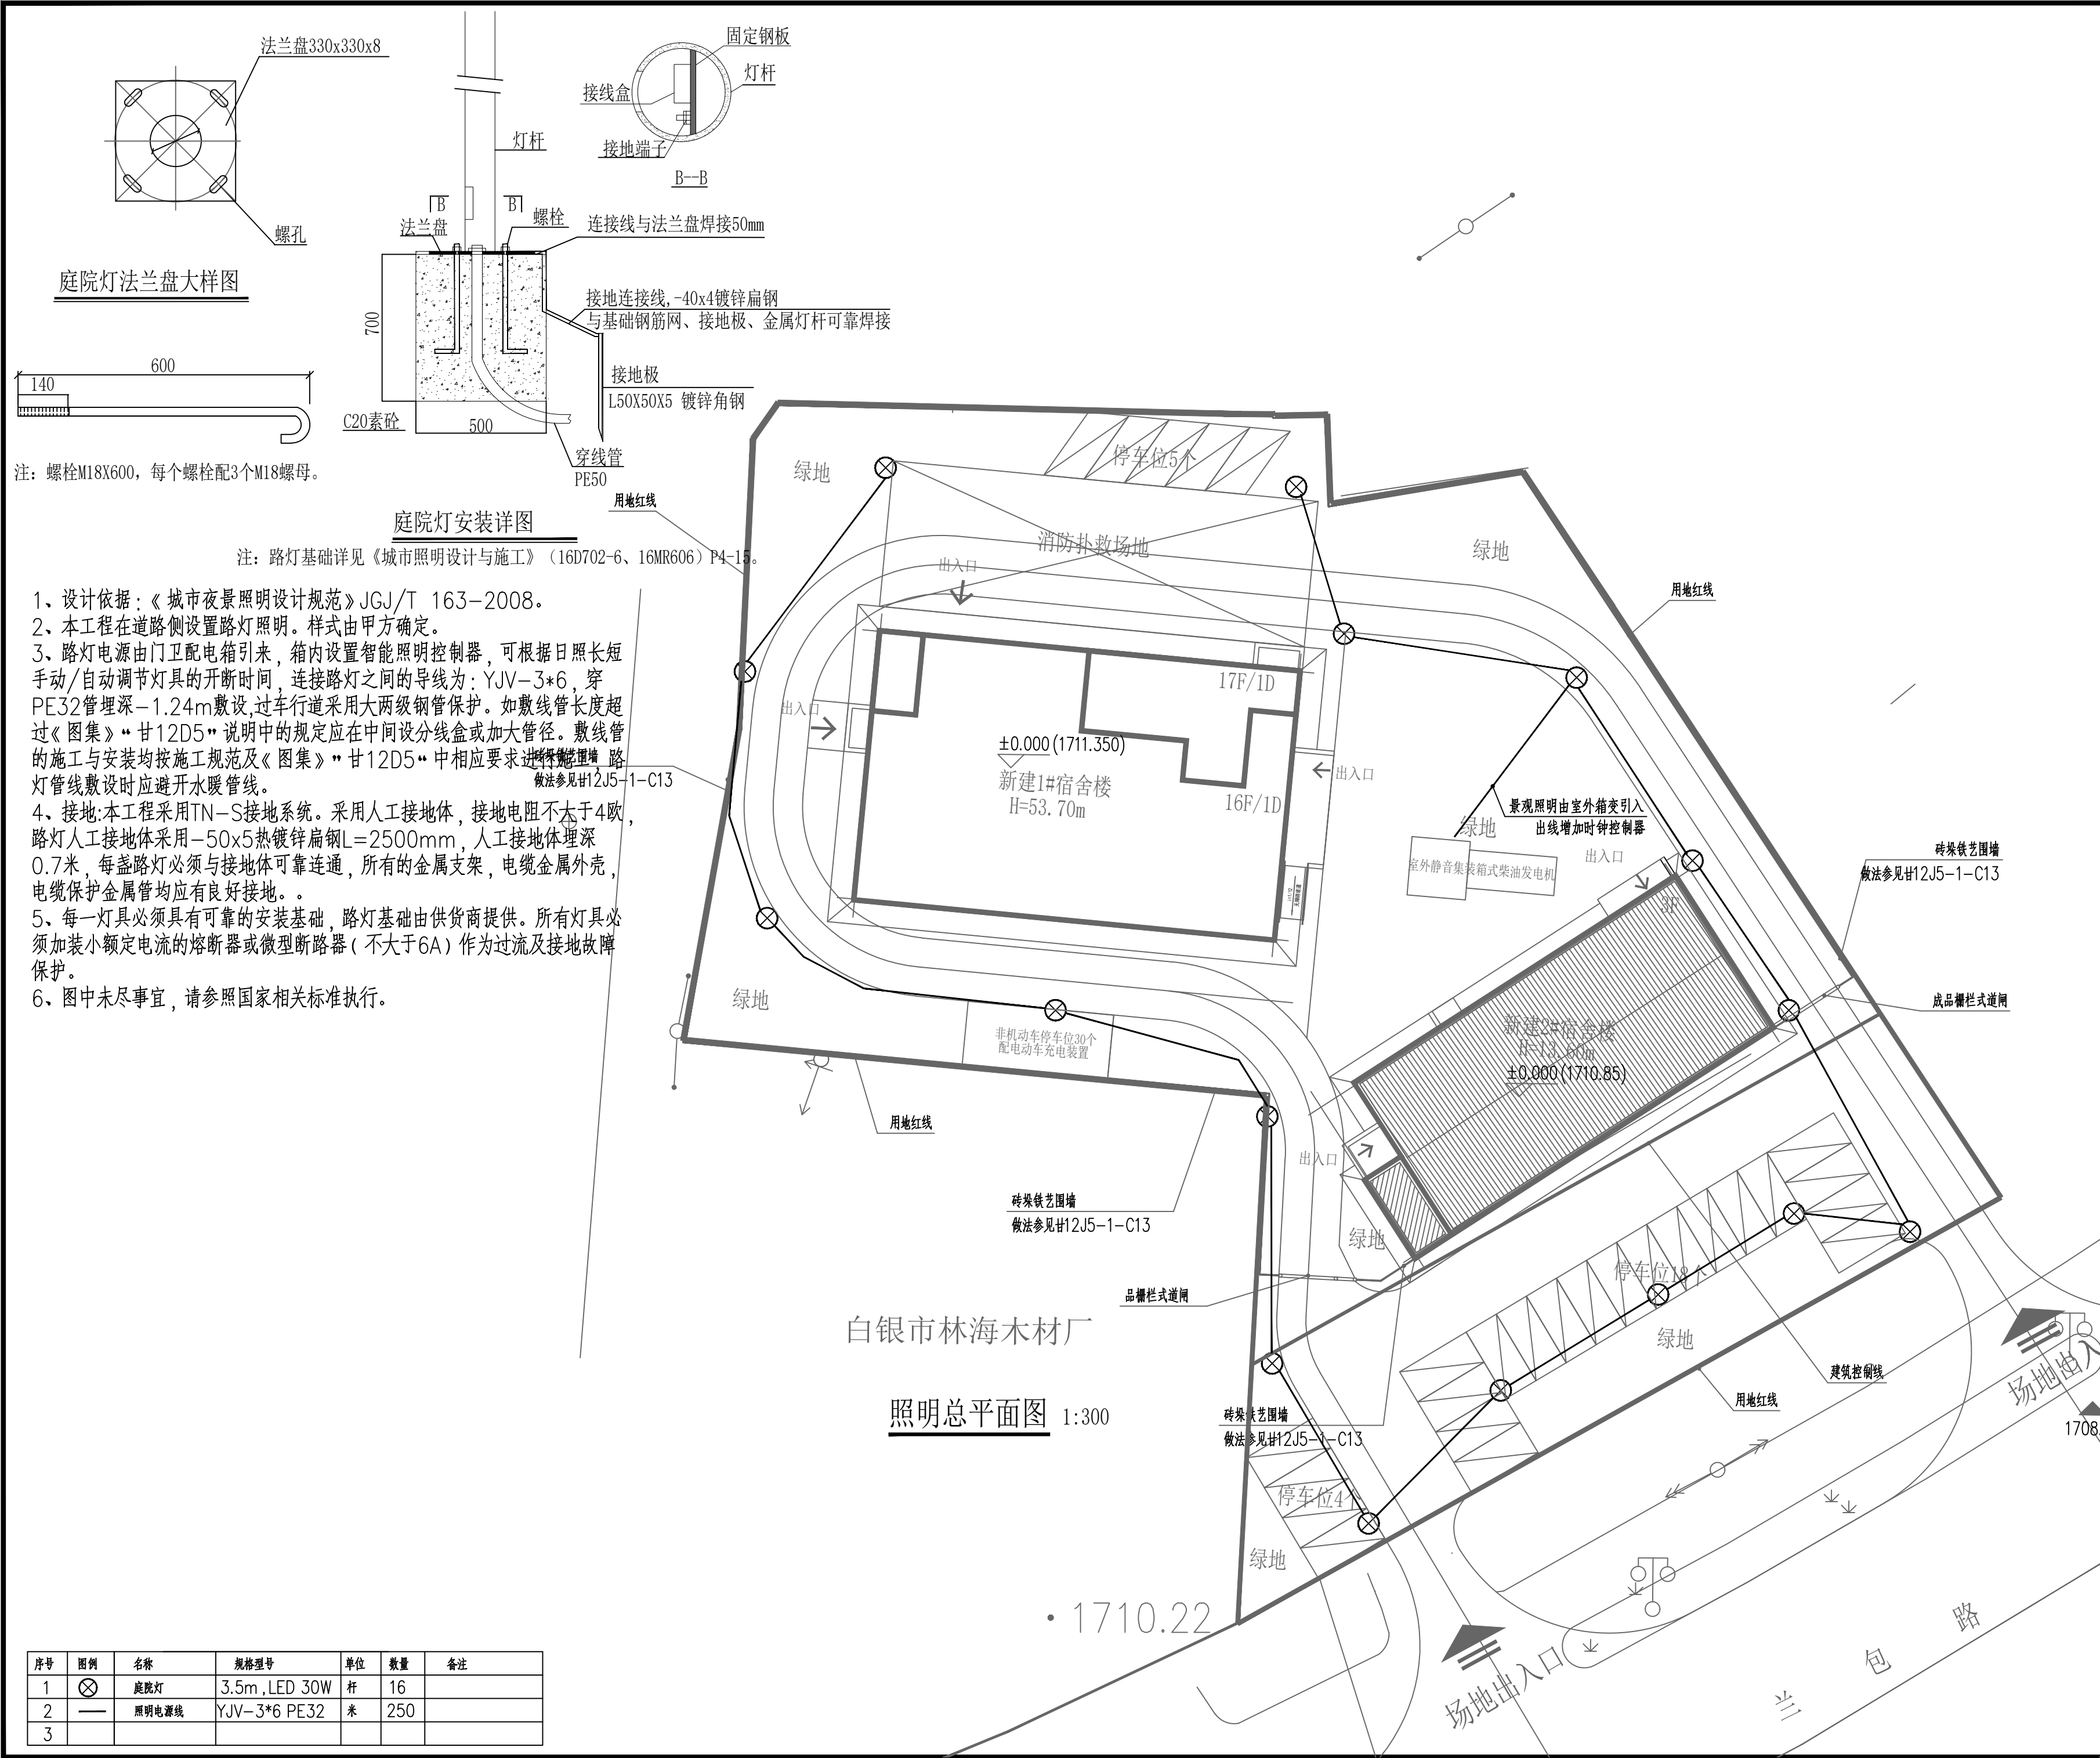 法兰盘330x330x8
螺孔
庭院灯法兰盘大样图
600
140
注：螺栓M18X600，每个螺栓配3个M18螺母。
灯杆
B
B
法兰盘
螺栓
连接线与法兰盘焊接50mm
接地连接线,-40x4镀锌扁钢
与基础钢筋网、接地极、金属灯杆可靠焊接
700
接地极
L50X50X5 镀锌角钢
C20素砼
500
穿线管
PE50
固定钢板
灯杆
接线盒
接地端子
B--B
庭院灯安装详图
注：路灯基础详见《城市照明设计与施工》（16D702-6、16MR606）P4-15。
1、设计依据：《城市夜景照明设计规范》JGJ/T 163-2008。
2、本工程在道路侧设置路灯照明。样式由甲方确定。
3、路灯电源由门卫配电箱引来，箱内设置智能照明控制器，可根据日照长短
手动/自动调节灯具的开断时间，连接路灯之间的导线为：YJV-3*6，穿
PE32管埋深-1.24m敷设,过车行道采用大两级钢管保护。如敷线管长度超
过《图集》“甘12D5”说明中的规定应在中间设分线盒或加大管径。敷线管
的施工与安装均按施工规范及《图集》”甘12D5“中相应要求进行施工，路
灯管线敷设时应避开水暖管线。
4、接地:本工程采用TN-S接地系统。采用人工接地体，接地电阻不大于4欧，
路灯人工接地体采用-50x5热镀锌扁钢L=2500mm，人工接地体埋深
0.7米，每盏路灯必须与接地体可靠连通，所有的金属支架，电缆金属外壳，
电缆保护金属管均应有良好接地。。
5、每一灯具必须具有可靠的安装基础，路灯基础由供货商提供。所有灯具必
须加装小额定电流的熔断器或微型断路器(不大于6A)作为过流及接地故障
保护。
6、图中未尽事宜，请参照国家相关标准执行。
用地红线
砖垛铁艺围墙
做法参见甘12J5-1-C13
绿地
停车位5个
消防扑救场地
绿地
用地红线
出入口
出入口
17F/1D
±0.000(1711.350)
新建1#宿舍楼
H=53.70m
16F/1D
出入口
景观照明由室外箱变引入
出线增加时钟控制器
绿地
室外静音集装箱式柴油发电机
出入口
3F
砖垛铁艺围墙
做法参见甘12J5-1-C13
成品栅栏式道闸
绿地
非机动车停车位30个
配电动车充电装置
新建2#宿舍楼
H=13.60m
±0.000(1710.85)
用地红线
出入口
砖垛铁艺围墙
做法参见甘12J5-1-C13
绿地
品栅栏式道闸
停车位18个
绿地
建筑控制线
用地红线
白银市林海木材厂
照明总平面图 1:300
砖垛铁艺围墙
做法参见甘12J5-1-C13
停车位4个
绿地
场地出入
1708.
1710.22
场地出入口
兰 包 路
序号 图例 名称 规格型号 单位 数量 备注
1 庭院灯 3.5m,LED 30W 杆 16
2 照明电源线 YJV-3*6 PE32 米 250
3